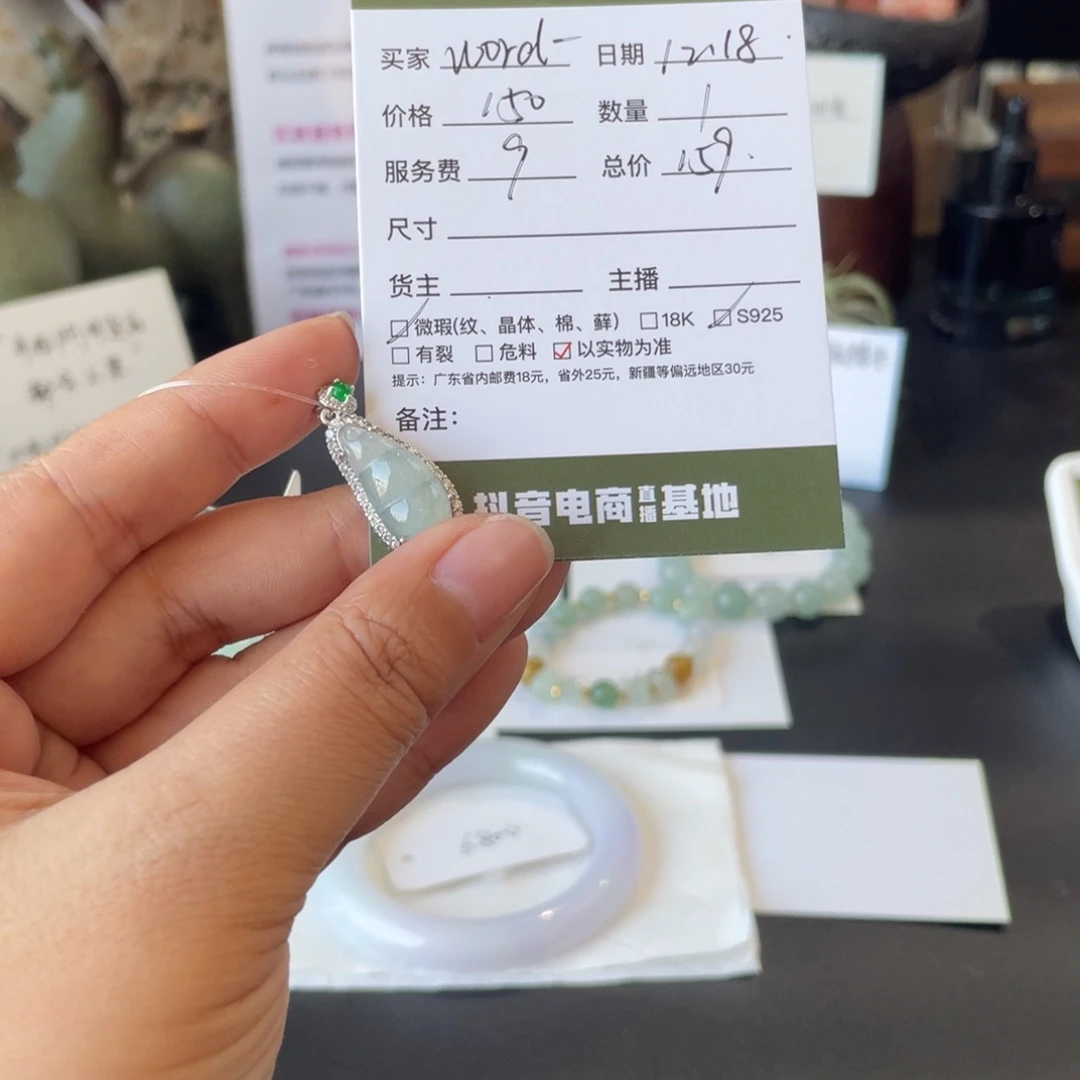 买家 word- 日期 12.18.
价格 150 数量 1
服务费 9 总价 159.
尺寸
货主 主播
微瑕(纹、晶体、棉、藓) 18K S925
有裂 危料 以实物为准
提示：广东省内邮费18元，省外25元，新疆等偏远地区30元
备注：
抖音电商直播基地
6800